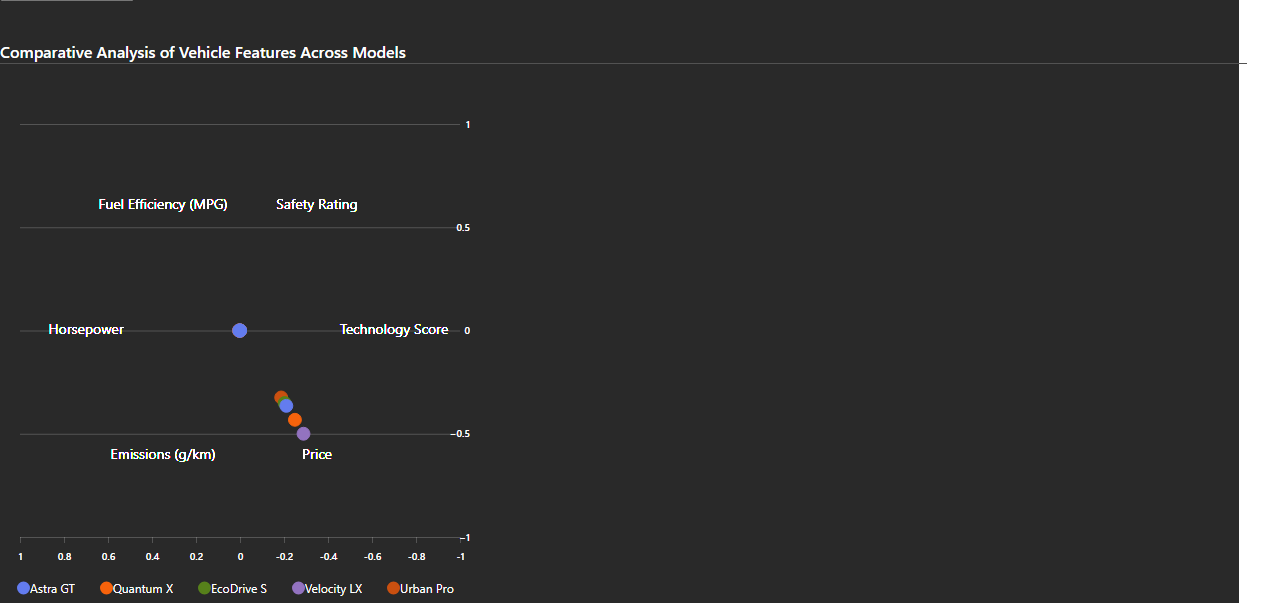 Comparative Analysis of Vehicle Features Across Models
1
Fuel Efficiency (MPG) Safety Rating
0.5
Horsepower Technology Score 0
-0.5
Emissions (g/km) Price
-1
1 0.8 0.6 0.4 0.2 0 -0.2 -0.4 -0.6 -0.8 -1
Astra GT Quantum X EcoDrive S Velocity LX Urban Pro